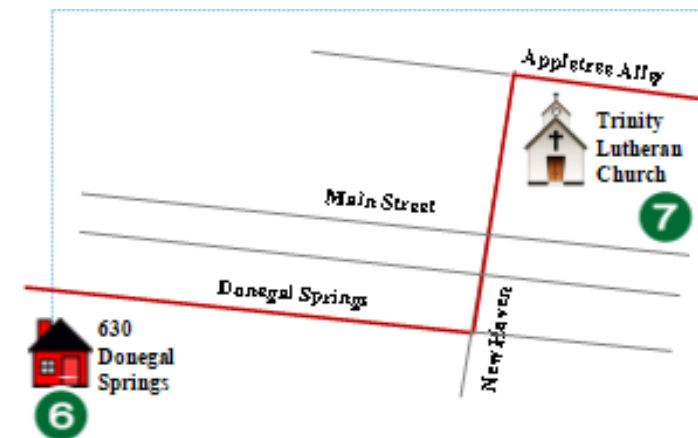 Appletree Alley
Trinity
Lutheran
Church
7
Main Street
Donegal Springs
New Haven
630
Donegal
Springs
6